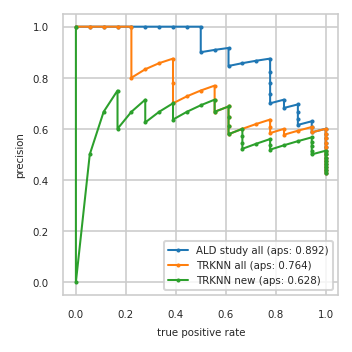 1.0
0.8
0.6
0.4
0.2
0.0
precision
ALD study all (aps: 0.892)
TRKNN all (aps: 0.764)
TRKNN new (aps: 0.628)
0.0 0.2 0.4 0.6 0.8 1.0
true positive rate